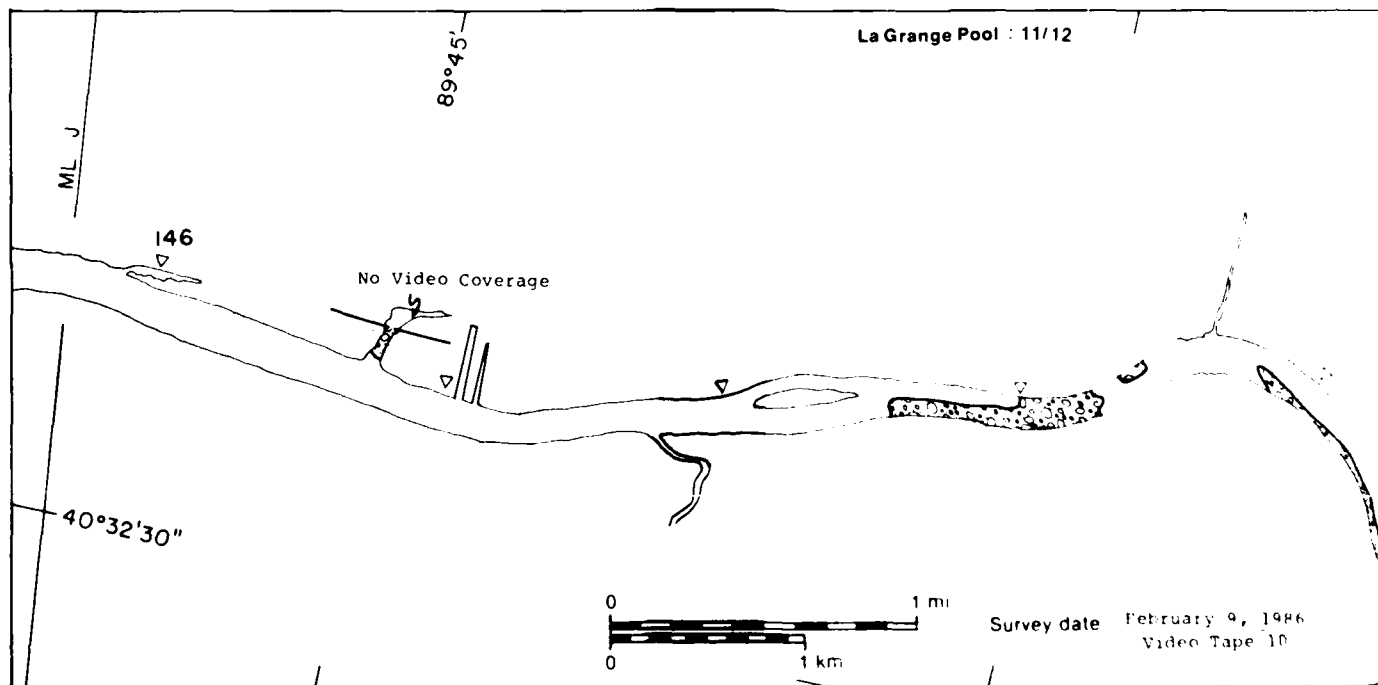 La Grange Pool : 11/12
89°45'
ML J
146
No Video Coverage
40°32'30"
0 1 mi
0 1 km
Survey date February 9, 1986
Video Tape 10